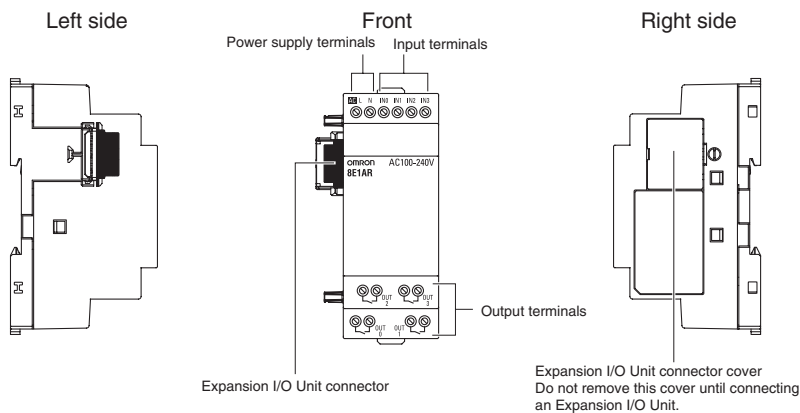 Left side
Front
Right side
Power supply terminals
Input terminals
AC L N IN0 IN1 IN2 IN3
OMRON AC100-240V
8E1AR
OUT 2
OUT 3
Output terminals
OUT 0
OUT 1
Expansion I/O Unit connector
Expansion I/O Unit connector cover
Do not remove this cover until connecting
an Expansion I/O Unit.